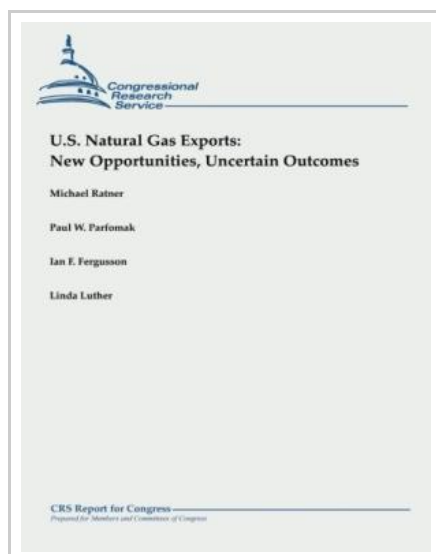 Congressional
Research
Service
U.S. Natural Gas Exports:
New Opportunities, Uncertain Outcomes
Michael Ratner
Paul W. Parfomak
Ian F. Fergusson
Linda Luther
CRS Report for Congress
Prepared for Members and Committees of Congress